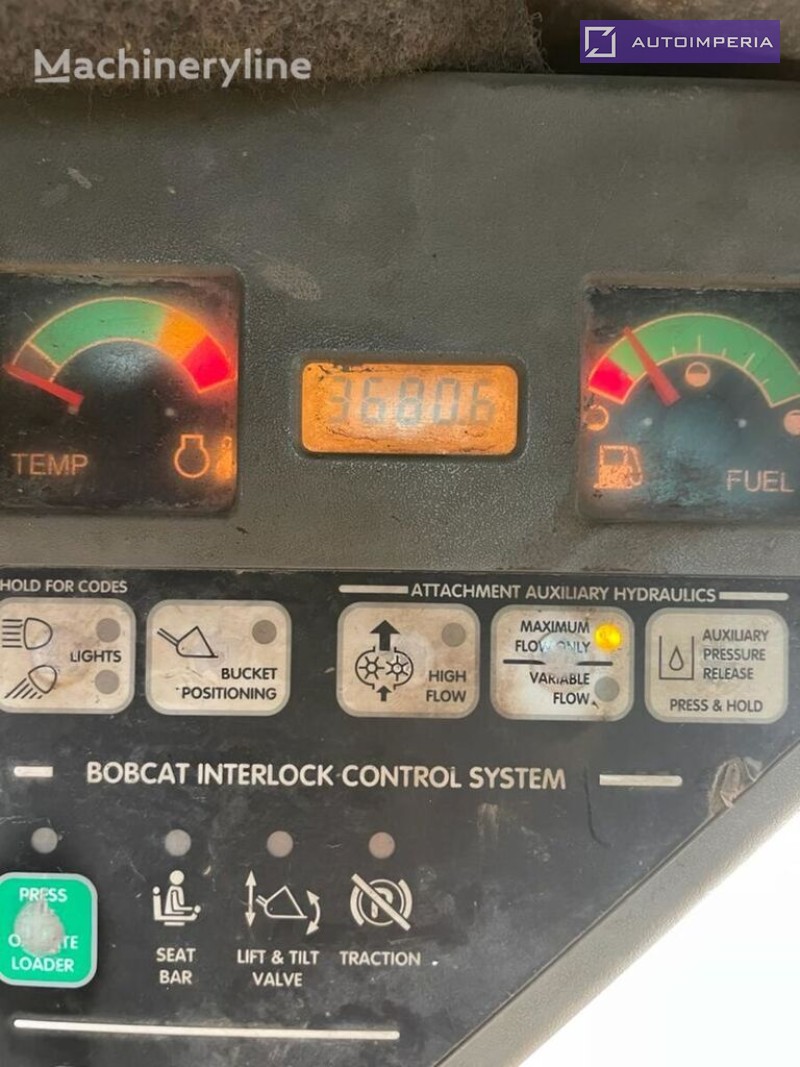 Machineryline
AUTOIMPERIA
36806
TEMP
FUEL
HOLD FOR CODES
ATTACHMENT AUXILIARY HYDRAULICS
LIGHTS
BUCKET
POSITIONING
HIGH
FLOW
MAXIMUM
FLOW ONLY
VARIABLE
FLOW
AUXILIARY
PRESSURE
RELEASE
PRESS & HOLD
BOBCAT INTERLOCK CONTROL SYSTEM
PRESS
LOADER
SEAT
BAR
LIFT & TILT
VALVE
TRACTION